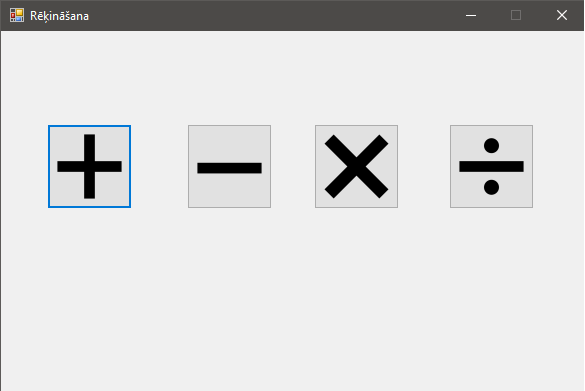 Rēķināšana
+ − × ÷